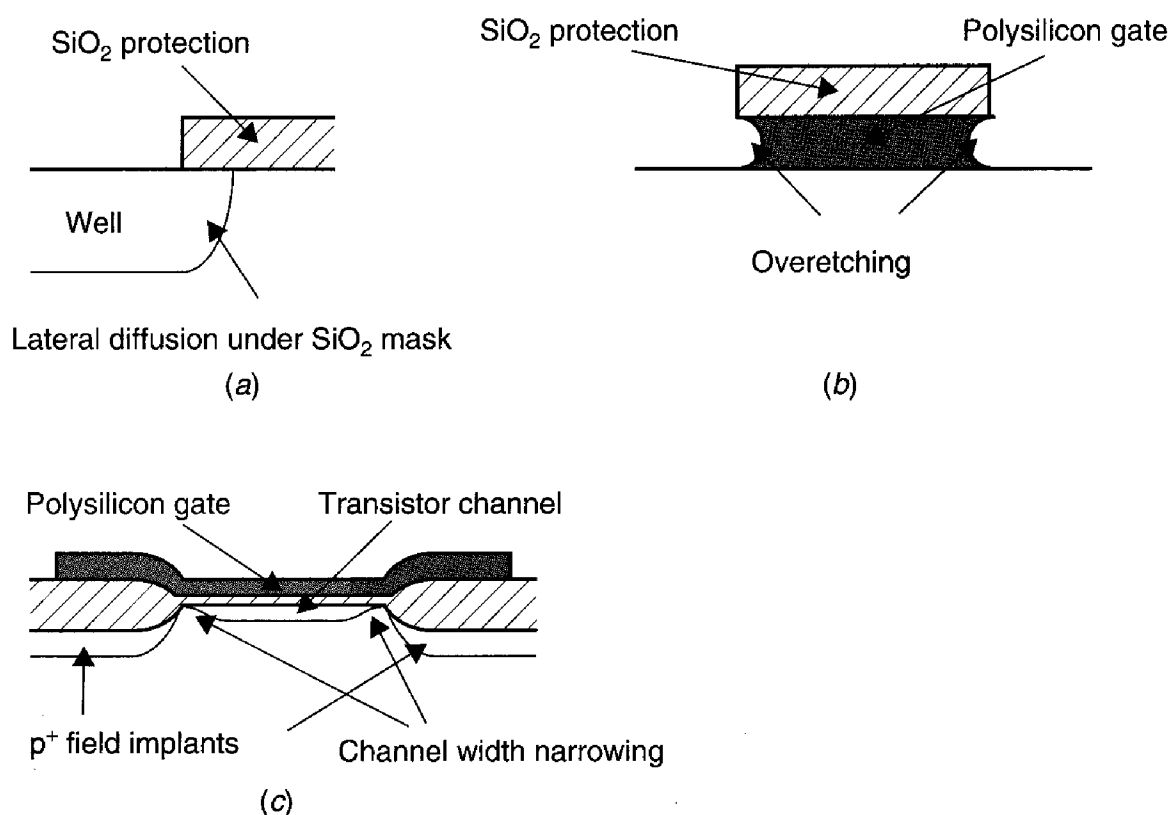 SiO₂ protection
Well
Lateral diffusion under SiO₂ mask
(a)
SiO₂ protection
Polysilicon gate
Overetching
(b)
Polysilicon gate
Transistor channel
p⁺ field implants
Channel width narrowing
(c)